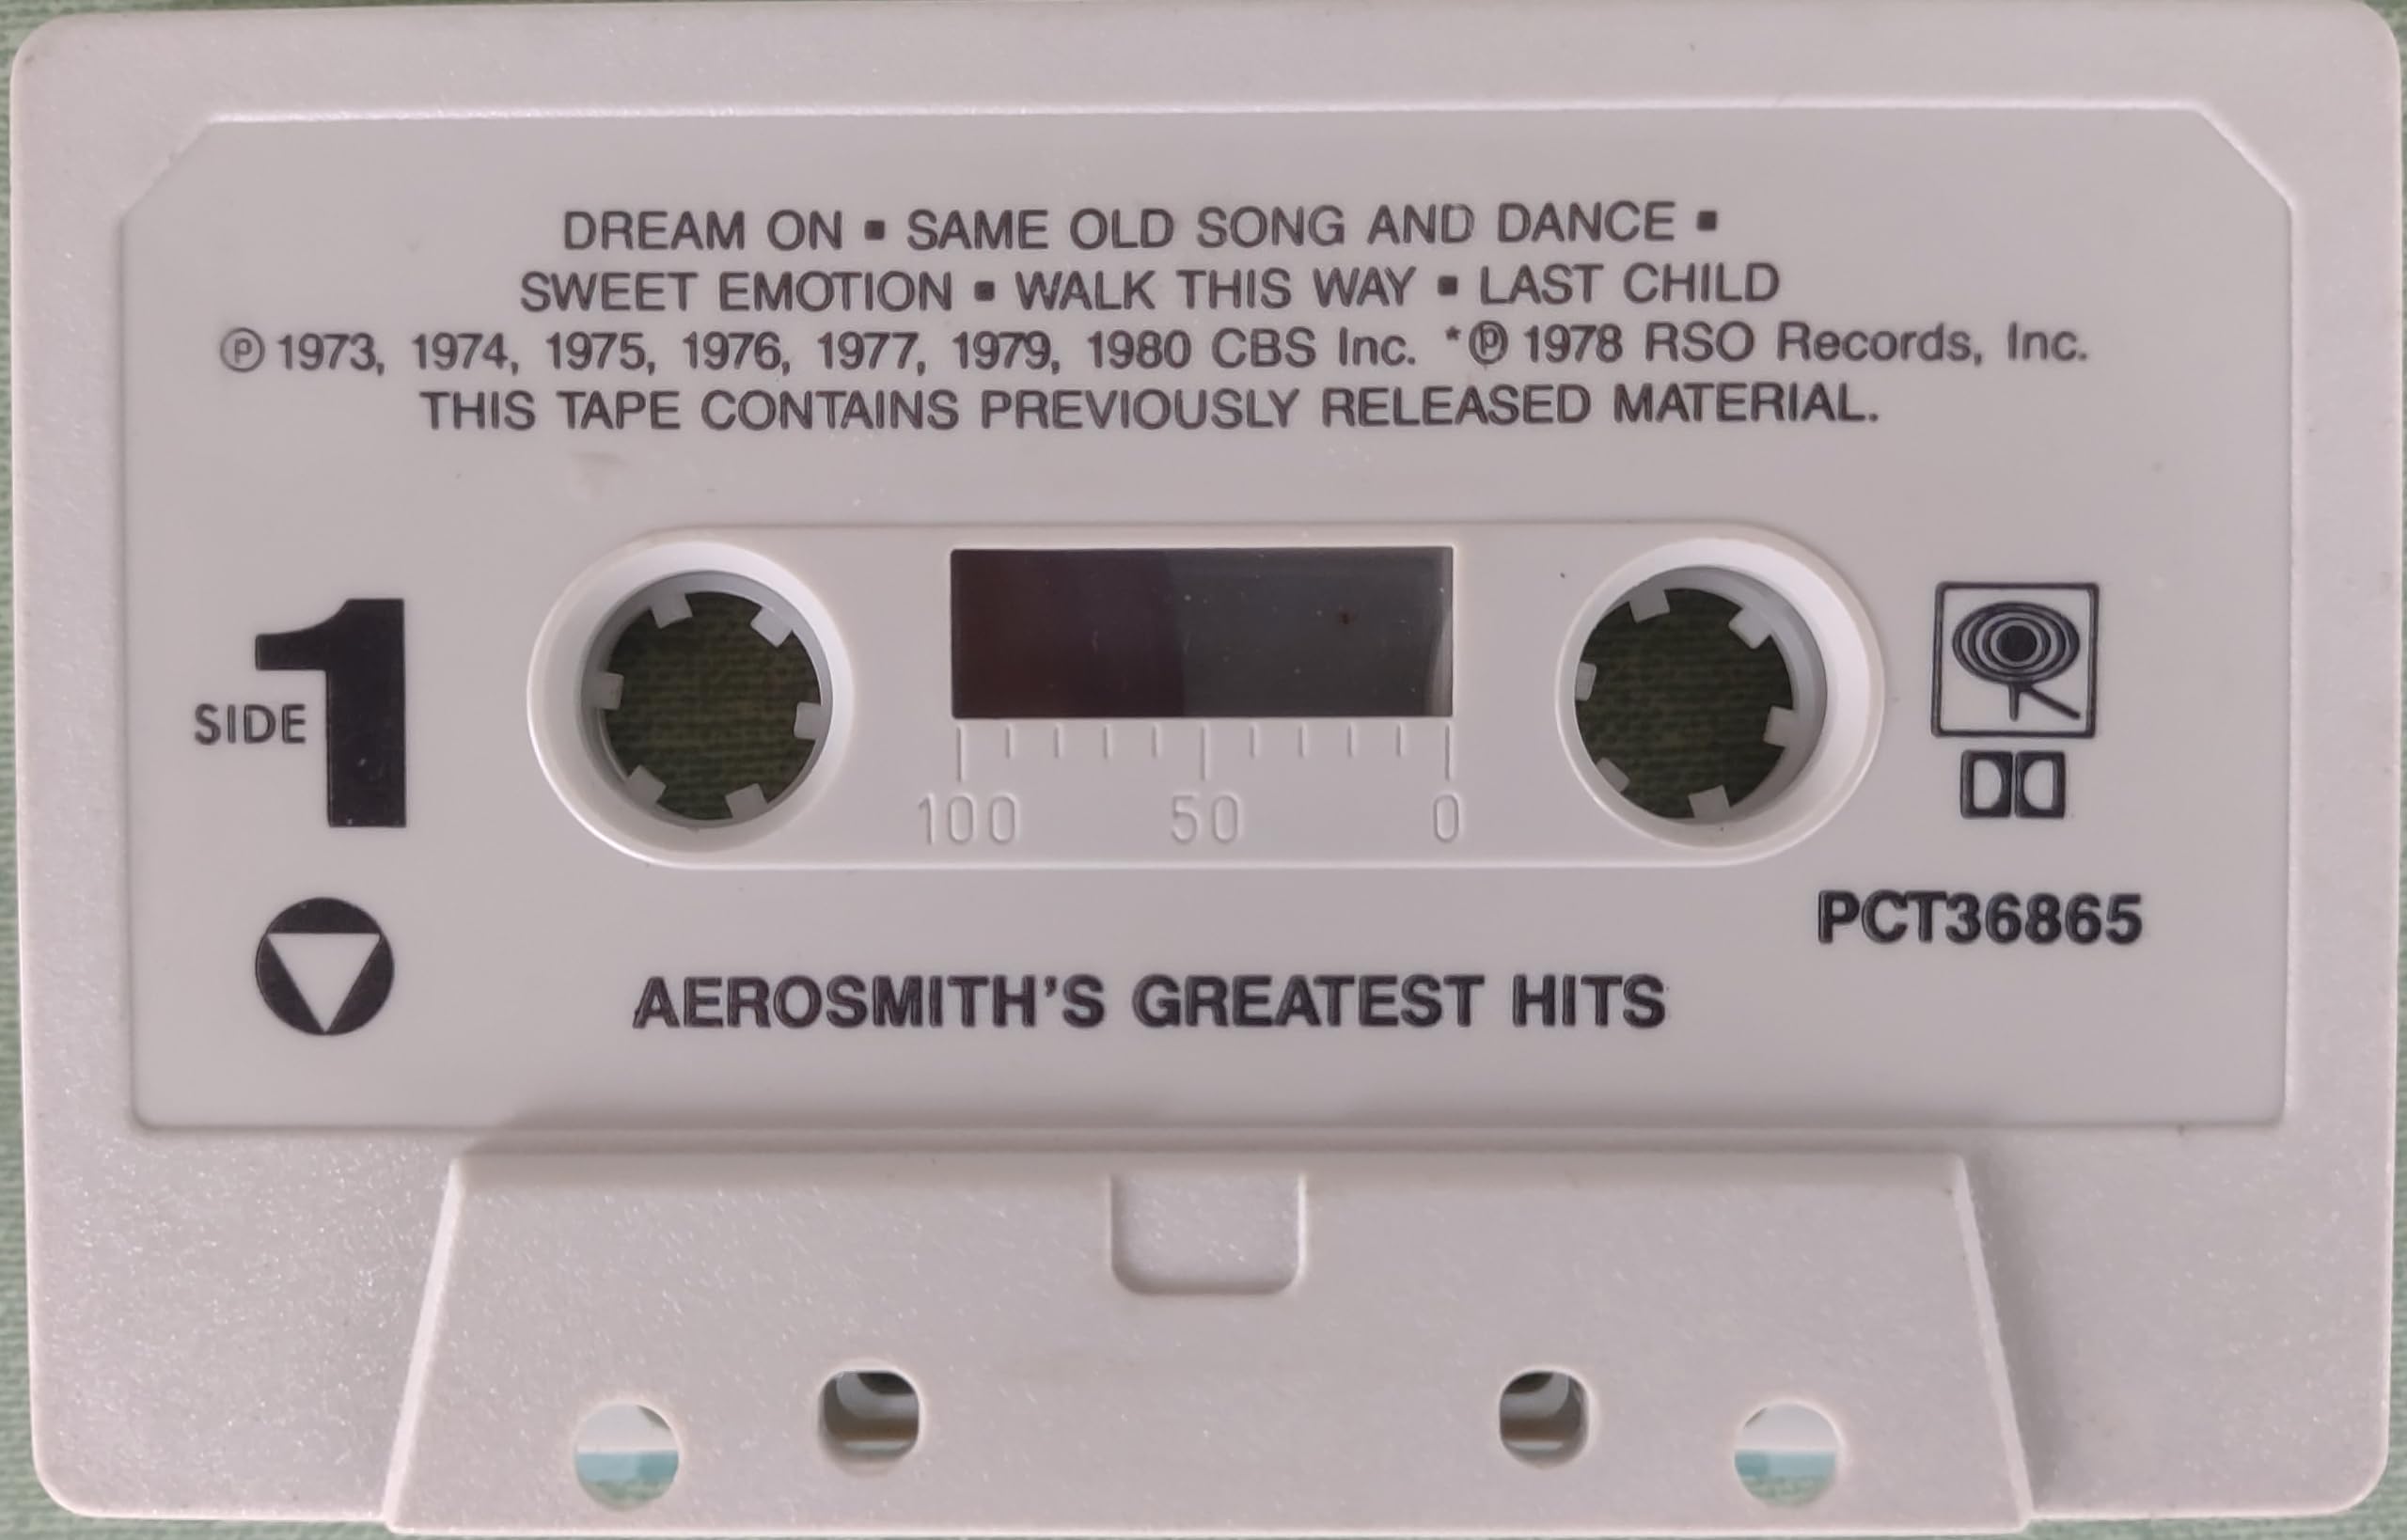 DREAM ON ▪ SAME OLD SONG AND DANCE ▪
SWEET EMOTION ▪ WALK THIS WAY ▪ LAST CHILD
℗ 1973, 1974, 1975, 1976, 1977, 1979, 1980 CBS Inc. *℗ 1978 RSO Records, Inc.
THIS TAPE CONTAINS PREVIOUSLY RELEASED MATERIAL.
SIDE 1
100 50 0
PCT36865
AEROSMITH'S GREATEST HITS